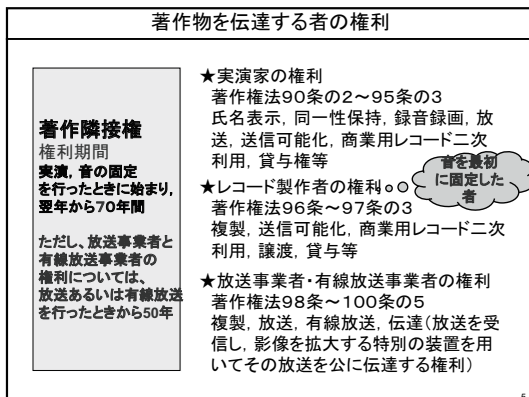 著作物を伝達する者の権利
著作隣接権
権利期間
実演，音の固定
を行ったときに始まり，
翌年から70年間
ただし、放送事業者と
有線放送事業者の
権利については、
放送あるいは有線放送
を行ったときから50年
★実演家の権利
著作権法90条の2～95条の3
氏名表示，同一性保持，録音録画，放
送，送信可能化，商業用レコード二次
利用，貸与権等
音を最初
に固定した
者
★レコード製作者の権利
著作権法96条～97条の3
複製，送信可能化，商業用レコード二次
利用，譲渡，貸与等
★放送事業者・有線放送事業者の権利
著作権法98条～100条の5
複製，放送，有線放送，伝達（放送を受
信し，影像を拡大する特別の装置を用
いてその放送を公に伝達する権利）